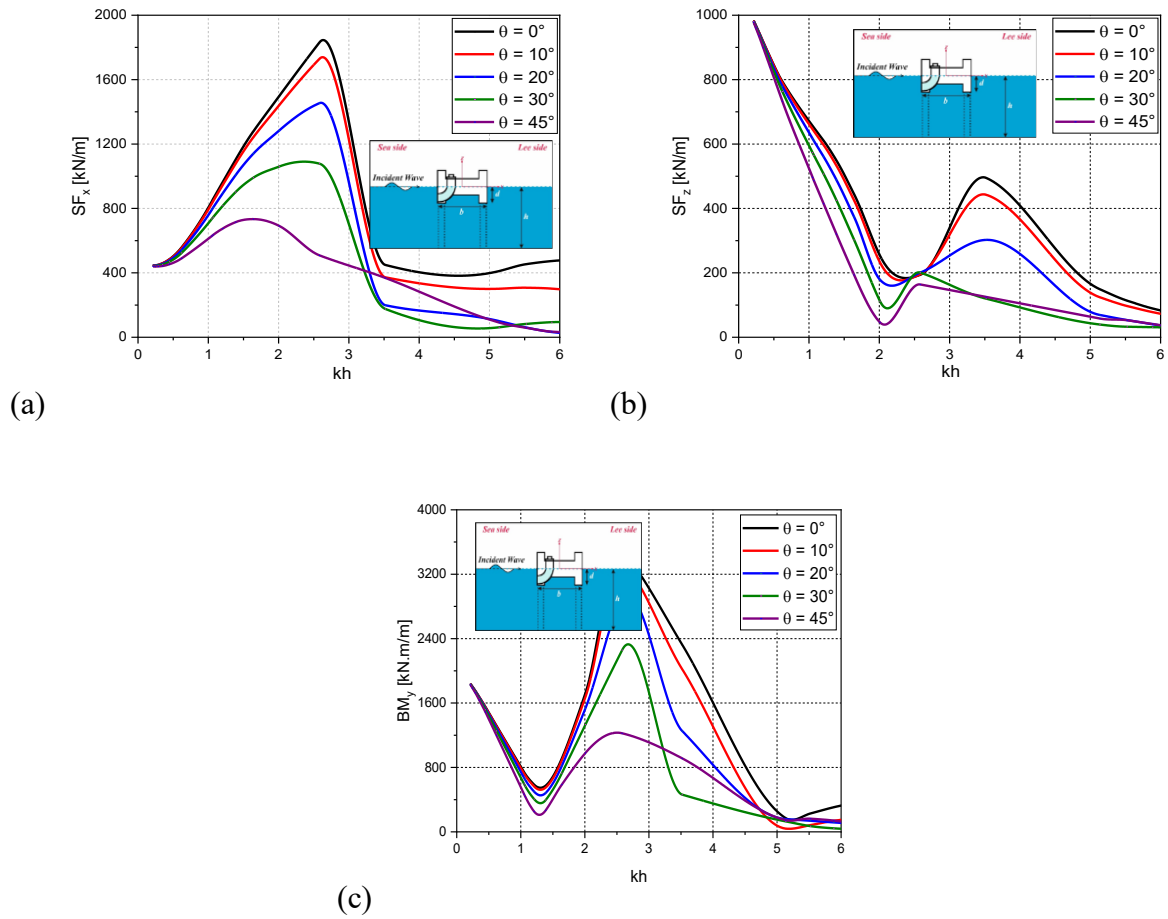 2000
1600
1200
800
400
0
SFx [kN/m]
0 1 2 3 4 5 6
kh
θ = 0°
θ = 10°
θ = 20°
θ = 30°
θ = 45°
Sea side Lee side
Incident Wave
d
b
h
(a)
1000
800
600
400
200
0
SFz [kN/m]
0 1 2 3 4 5 6
kh
Sea side Lee side
Incident Wave
d
b
h
θ = 0°
θ = 10°
θ = 20°
θ = 30°
θ = 45°
(b)
4000
3200
2400
1600
800
0
BMy [kN.m/m]
0 1 2 3 4 5 6
kh
Sea side Lee side
Incident Wave
d
b
h
θ = 0°
θ = 10°
θ = 20°
θ = 30°
θ = 45°
(c)